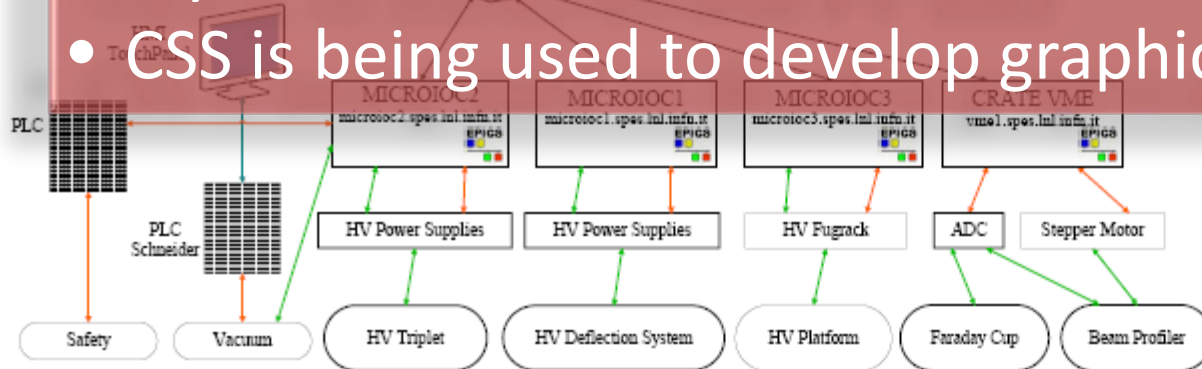 • CSS is being used to develop graphic
TouchPanel
MICROIOC2 MICROIOC1 MICROIOC3 CRATE VME
microioc2.spes.lnl.infn.it microioc1.spes.lnl.infn.it microioc3.spes.lnl.infn.it vme1.spes.lnl.infn.it
PLC
EPICS EPICS EPICS EPICS
PLC
Schneider
HV Power Supplies HV Power Supplies HV Fugrack ADC Stepper Motor
Safety Vacuum HV Triplet HV Deflection System HV Platform Faraday Cup Beam Profiler